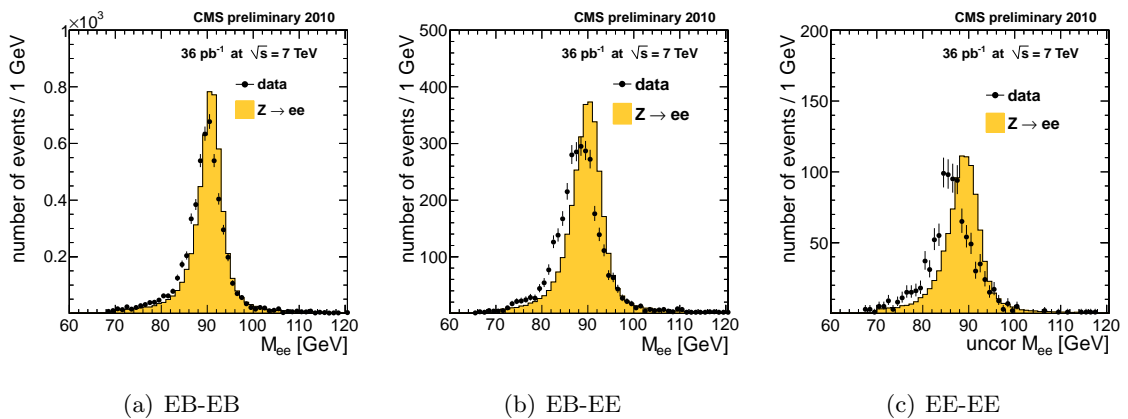 CMS preliminary 2010
1×10³
36 pb⁻¹ at √s = 7 TeV
data
Z → ee
number of events / 1 GeV
0.8
0.6
0.4
0.2
60 70 80 90 100 110 120
M_ee [GeV]
(a) EB-EB
CMS preliminary 2010
500
36 pb⁻¹ at √s = 7 TeV
data
Z → ee
number of events / 1 GeV
400
300
200
100
0
60 70 80 90 100 110 120
M_ee [GeV]
(b) EB-EE
CMS preliminary 2010
200
36 pb⁻¹ at √s = 7 TeV
data
Z → ee
number of events / 1 GeV
150
100
50
0
60 70 80 90 100 110 120
uncor M_ee [GeV]
(c) EE-EE